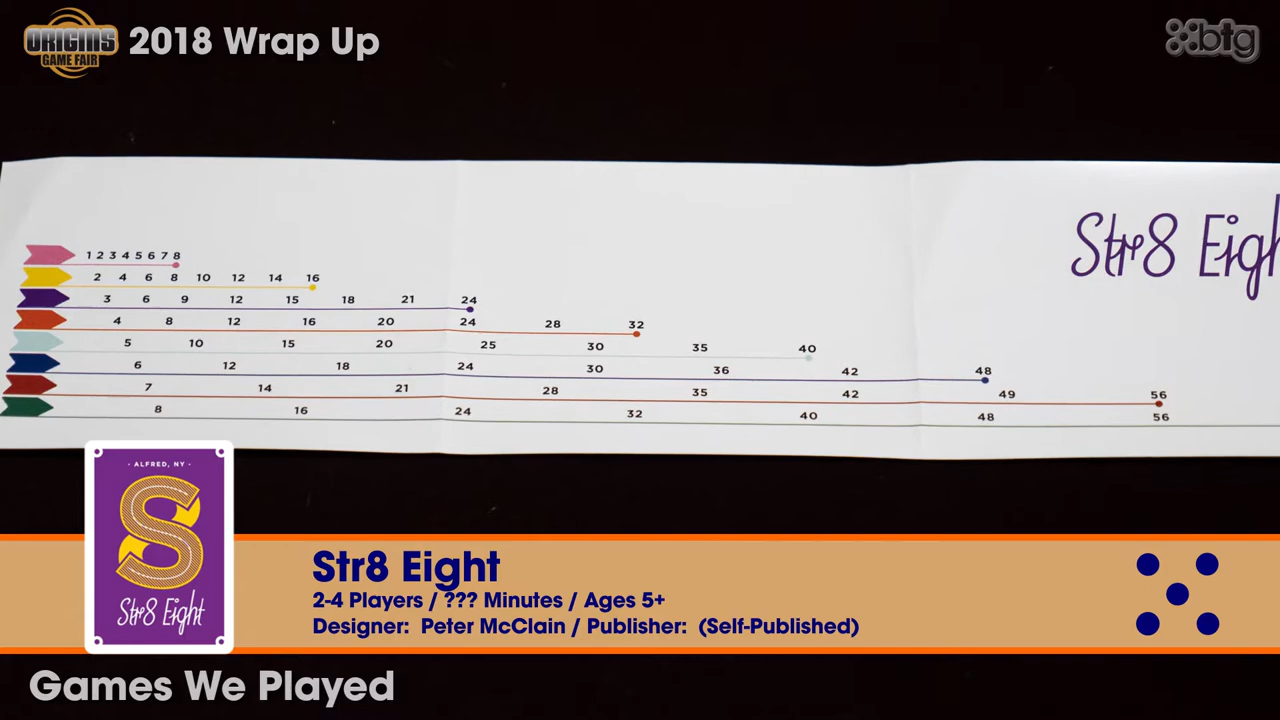 ORIGINS
GAME FAIR
2018 Wrap Up
btg
Str8 Eigh
1 2 3 4 5 6 7 8
2 4 6 8 10 12 14 16
3 6 9 12 15 18 21 24
4 8 12 16 20 24 28 32
5 10 15 20 25 30 35 40
6 12 18 24 30 36 42 48
7 14 21 28 35 42 49 56
8 16 24 32 40 48 56
· ALFRED, NY ·
S
Str8 Eight
Str8 Eight
2-4 Players / ??? Minutes / Ages 5+
Designer: Peter McClain / Publisher: (Self-Published)
Games We Played